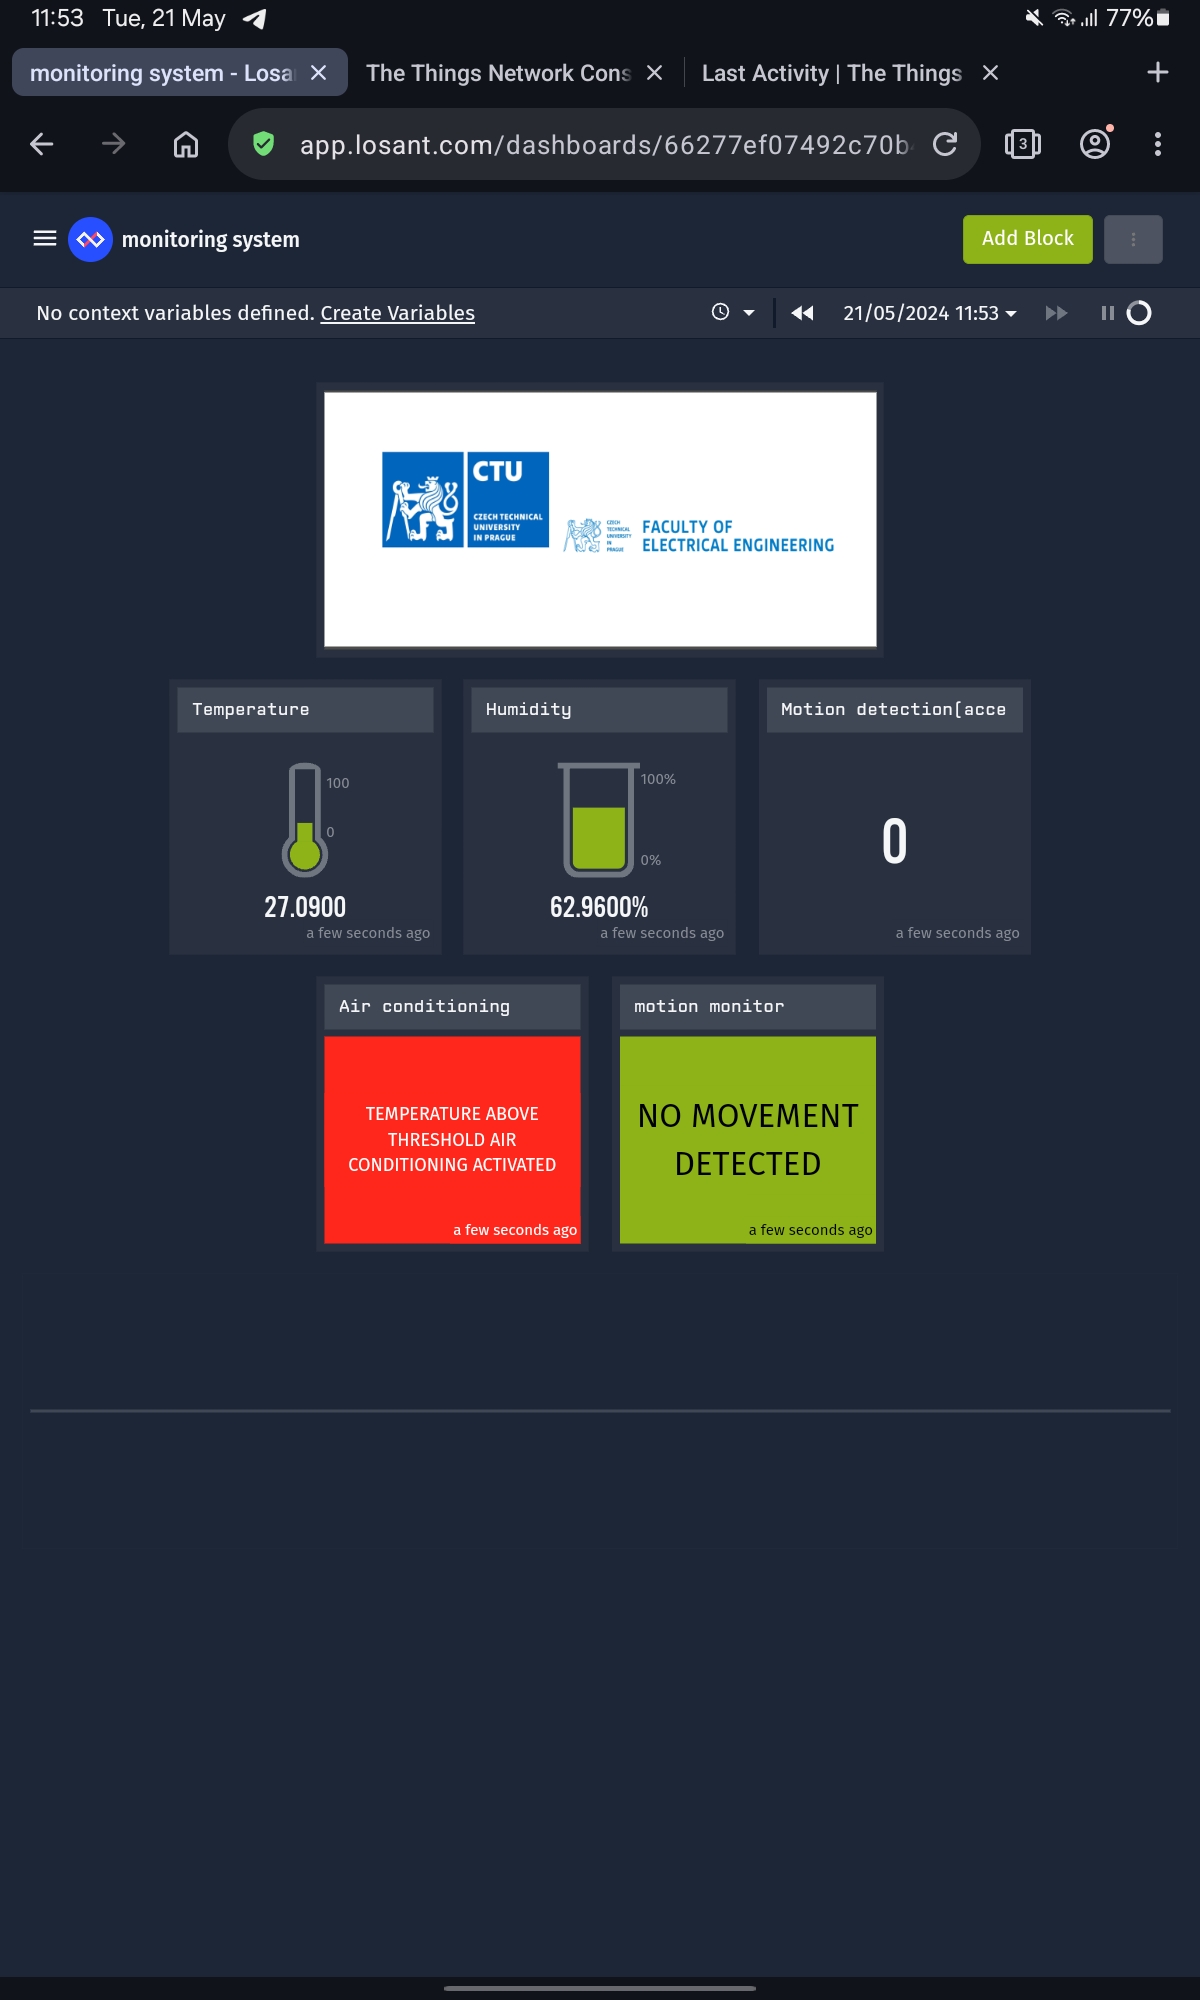 11:53 Tue, 21 May 77%
monitoring system - Losa The Things Network Cons Last Activity | The Things
app.losant.com/dashboards/66277ef07492c70b 3
monitoring system Add Block
No context variables defined. Create Variables 21/05/2024 11:53
CTU
CZECH TECHNICAL
UNIVERSITY
IN PRAGUE
CZECH
TECHNICAL
UNIVERSITY
IN
PRAGUE
FACULTY OF
ELECTRICAL ENGINEERING
Temperature Humidity Motion detection(acce
100 100%
0 0%
0
27.0900 62.9600%
a few seconds ago a few seconds ago a few seconds ago
Air conditioning motion monitor
TEMPERATURE ABOVE
THRESHOLD AIR
CONDITIONING ACTIVATED
a few seconds ago
NO MOVEMENT
DETECTED
a few seconds ago